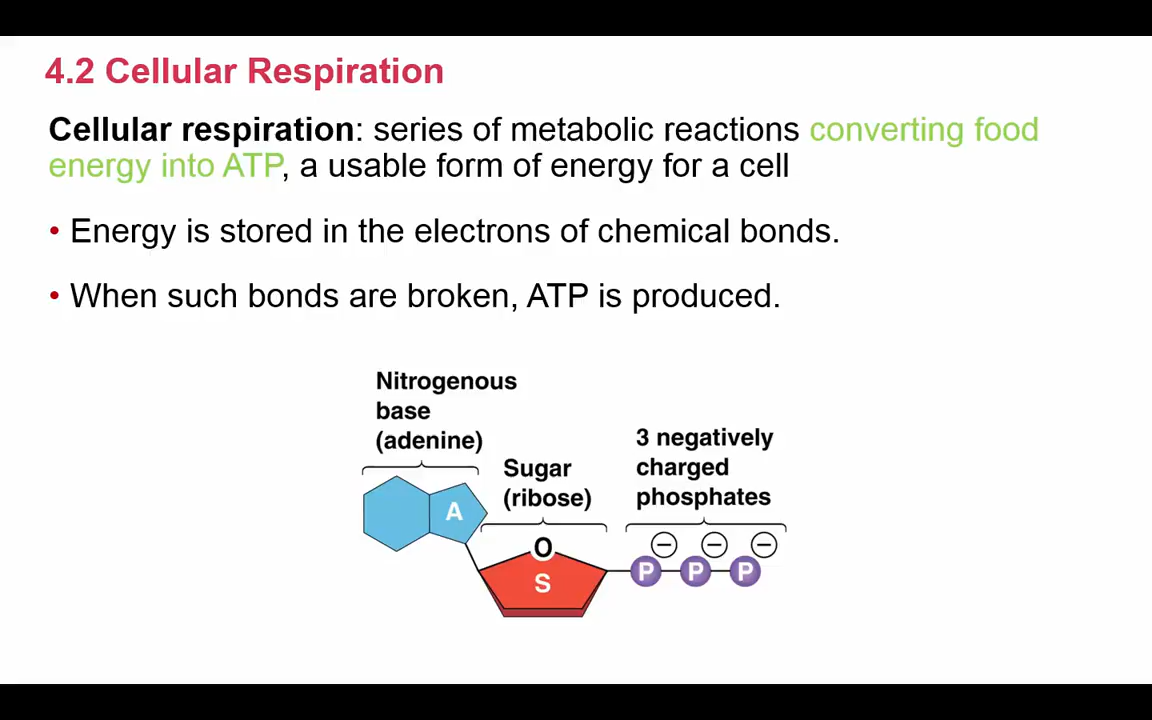 4.2 Cellular Respiration
Cellular respiration: series of metabolic reactions converting food
energy into ATP, a usable form of energy for a cell
• Energy is stored in the electrons of chemical bonds.
• When such bonds are broken, ATP is produced.
Nitrogenous
base
(adenine)
Sugar
(ribose)
3 negatively
charged
phosphates
A
O
S
− − −
P P P